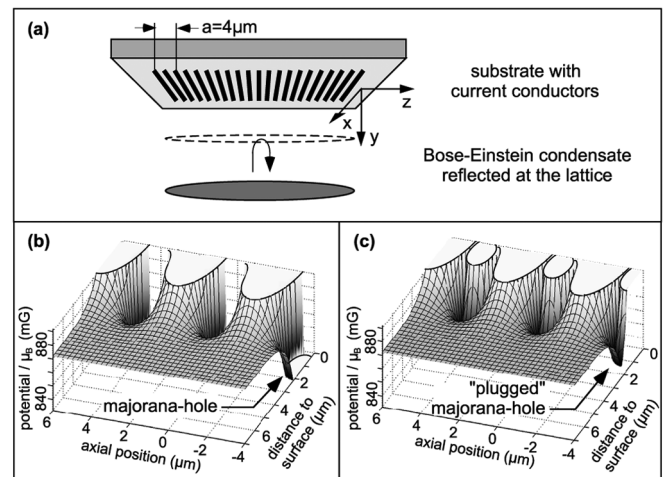 (a)
a=4µm
substrate with
current conductors
z
x
y
Bose-Einstein condensate
reflected at the lattice
(b)
potential / µB (mG)
880
840
majorana-hole
6
4
2
0
-2
-4
axial position (µm)
0
2
4
6
distance to
surface (µm)
(c)
potential / µB (mG)
880
840
"plugged"
majorana-hole
6
4
2
0
-2
-4
axial position (µm)
0
2
4
6
distance to
surface (µm)